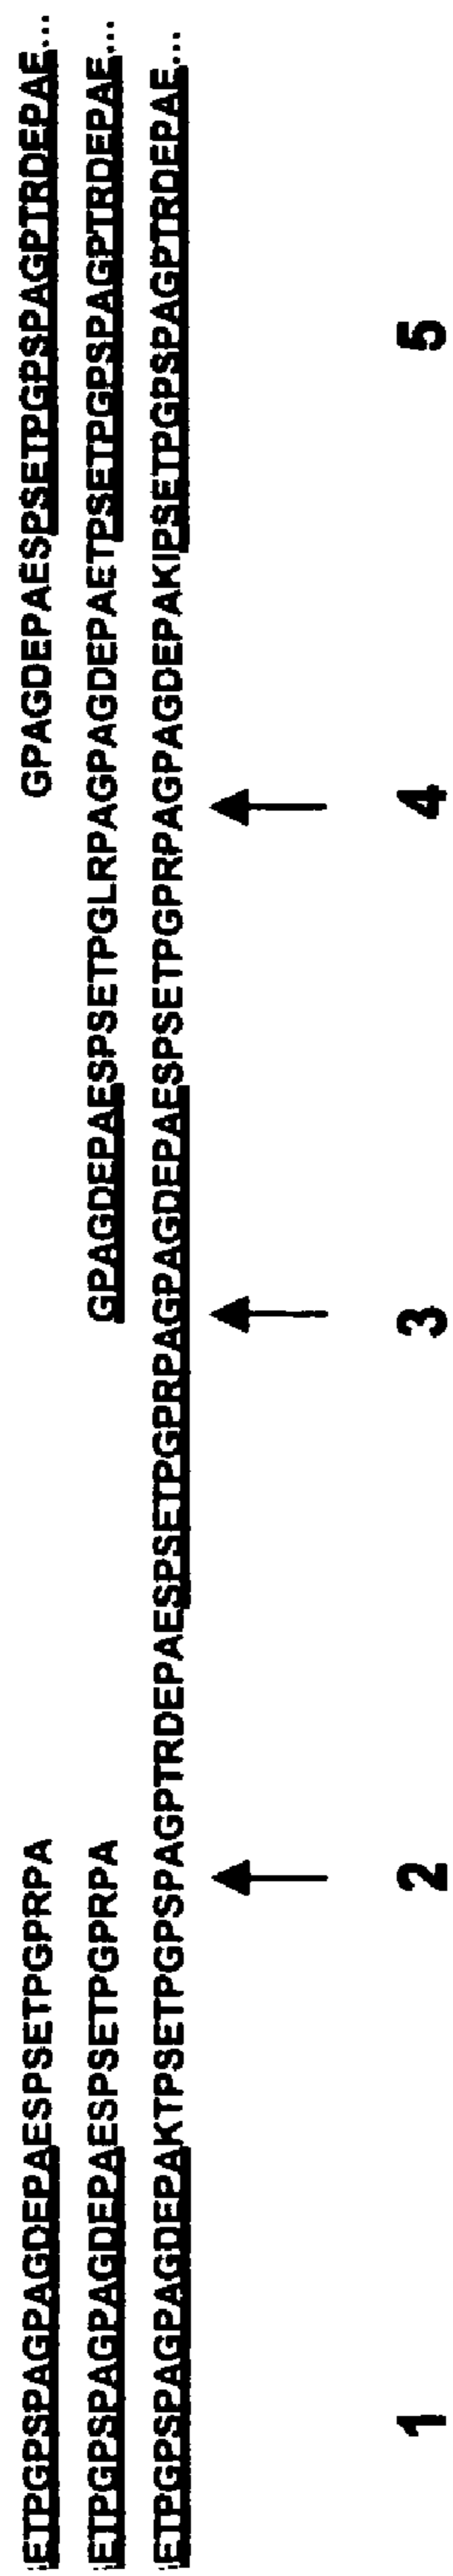 ETPGPSPAGPAGDEPAESPSETPGPRPA GPAGDEPAESPSETPGPSPAGPTRDEPAE...
ETPGPSPAGPAGDEPAESPSETPGPRPA GPAGDEPAESPSETPGLRPAGPAGDEPAETPSETPGPSPAGPTRDEPAE...
ETPGPSPAGPAGDEPAKTPSETPGPSPAGPTRDEPAESPSETPGPRPAGPAGDEPAESPSETPGPRPAGPAGDEPAKIPSETPGPSPAGPTRDEPAE...
1 2 3 4 5